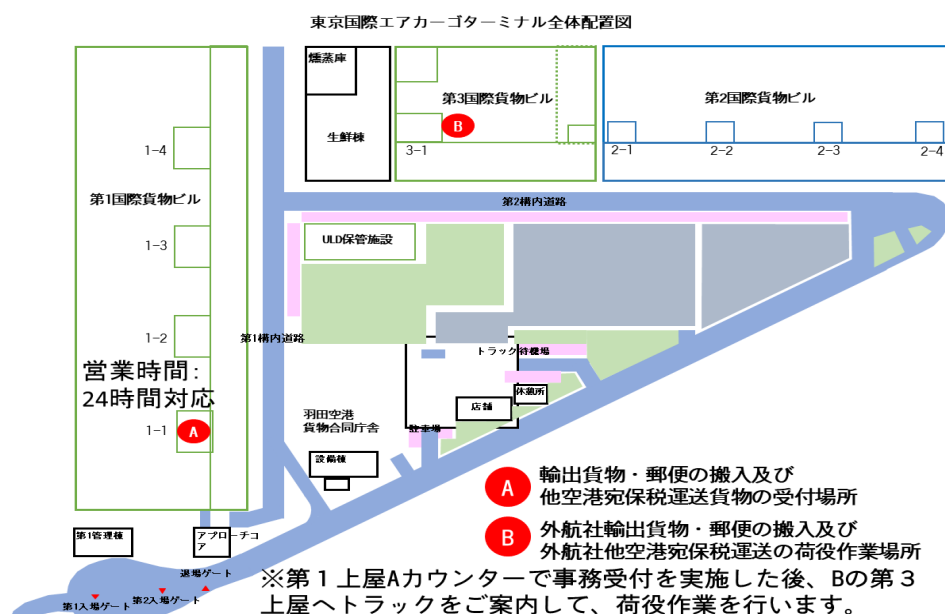 東京国際エアカーゴターミナル全体配置図
燻蒸庫
生鮮棟
第3国際貨物ビル
B
3-1
第2国際貨物ビル
2-1
2-2
2-3
2-4
1-4
第1国際貨物ビル
1-3
1-2
営業時間:
24時間対応
1-1
A
第2構内道路
ULD保管施設
第1構内道路
トラック待機場
休憩所
店舗
駐車場
羽田空港
貨物合同庁舎
設備棟
第1管理棟
アプローチコ
ア
退場ゲート
第1入場ゲート
第2入場ゲート
A
輸出貨物・郵便の搬入及び
他空港宛保税運送貨物の受付場所
B
外航社輸出貨物・郵便の搬入及び
外航社他空港宛保税運送の荷役作業場所
※第1上屋Aカウンターで事務受付を実施した後、Bの第3
上屋へトラックをご案内して、荷役作業を行います。